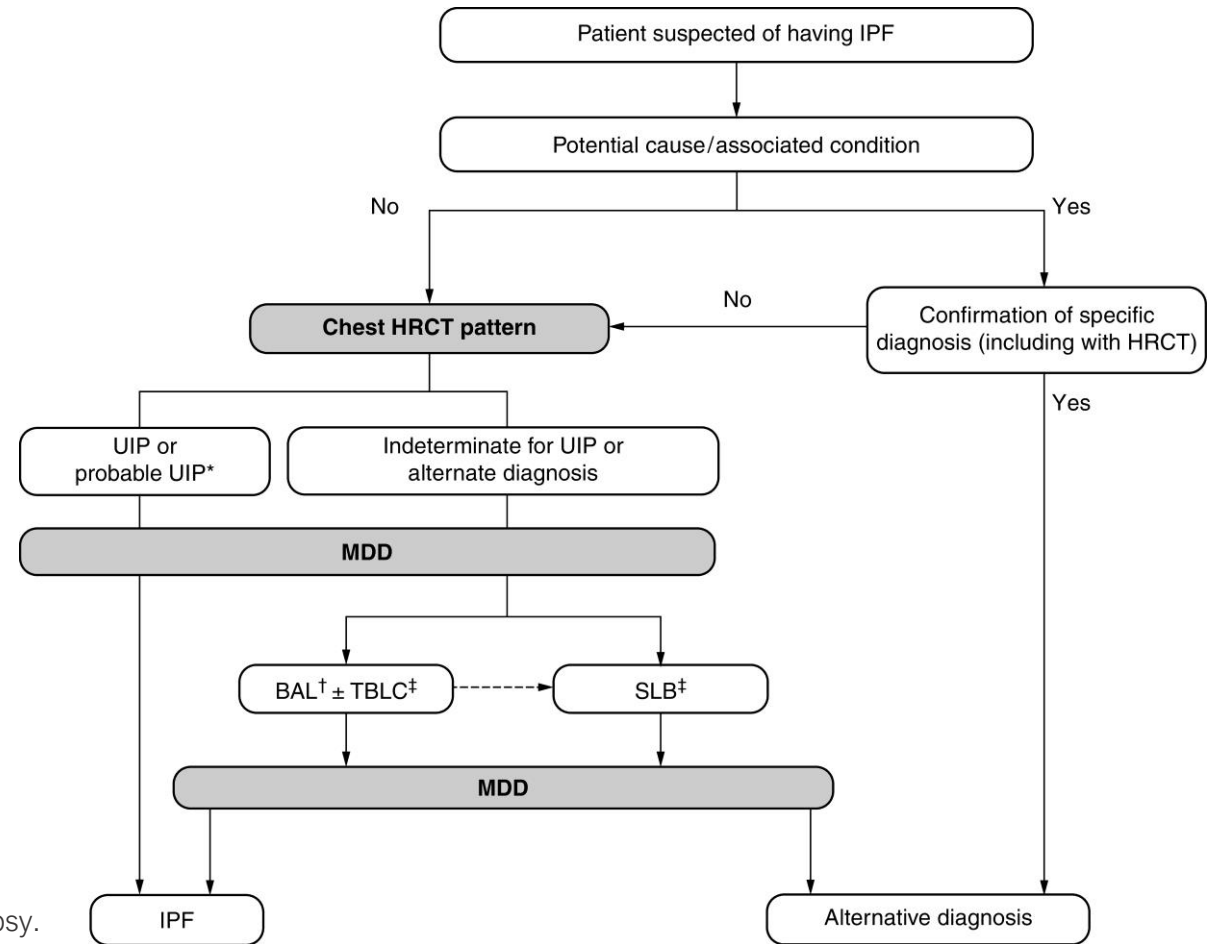 Patient suspected of having IPF
Potential cause/associated condition
No
Yes
Chest HRCT pattern
No
Confirmation of specific
diagnosis (including with HRCT)
Yes
UIP or
probable UIP*
Indeterminate for UIP or
alternate diagnosis
MDD
BAL† ± TBLC‡
SLB‡
MDD
IPF
Alternative diagnosis